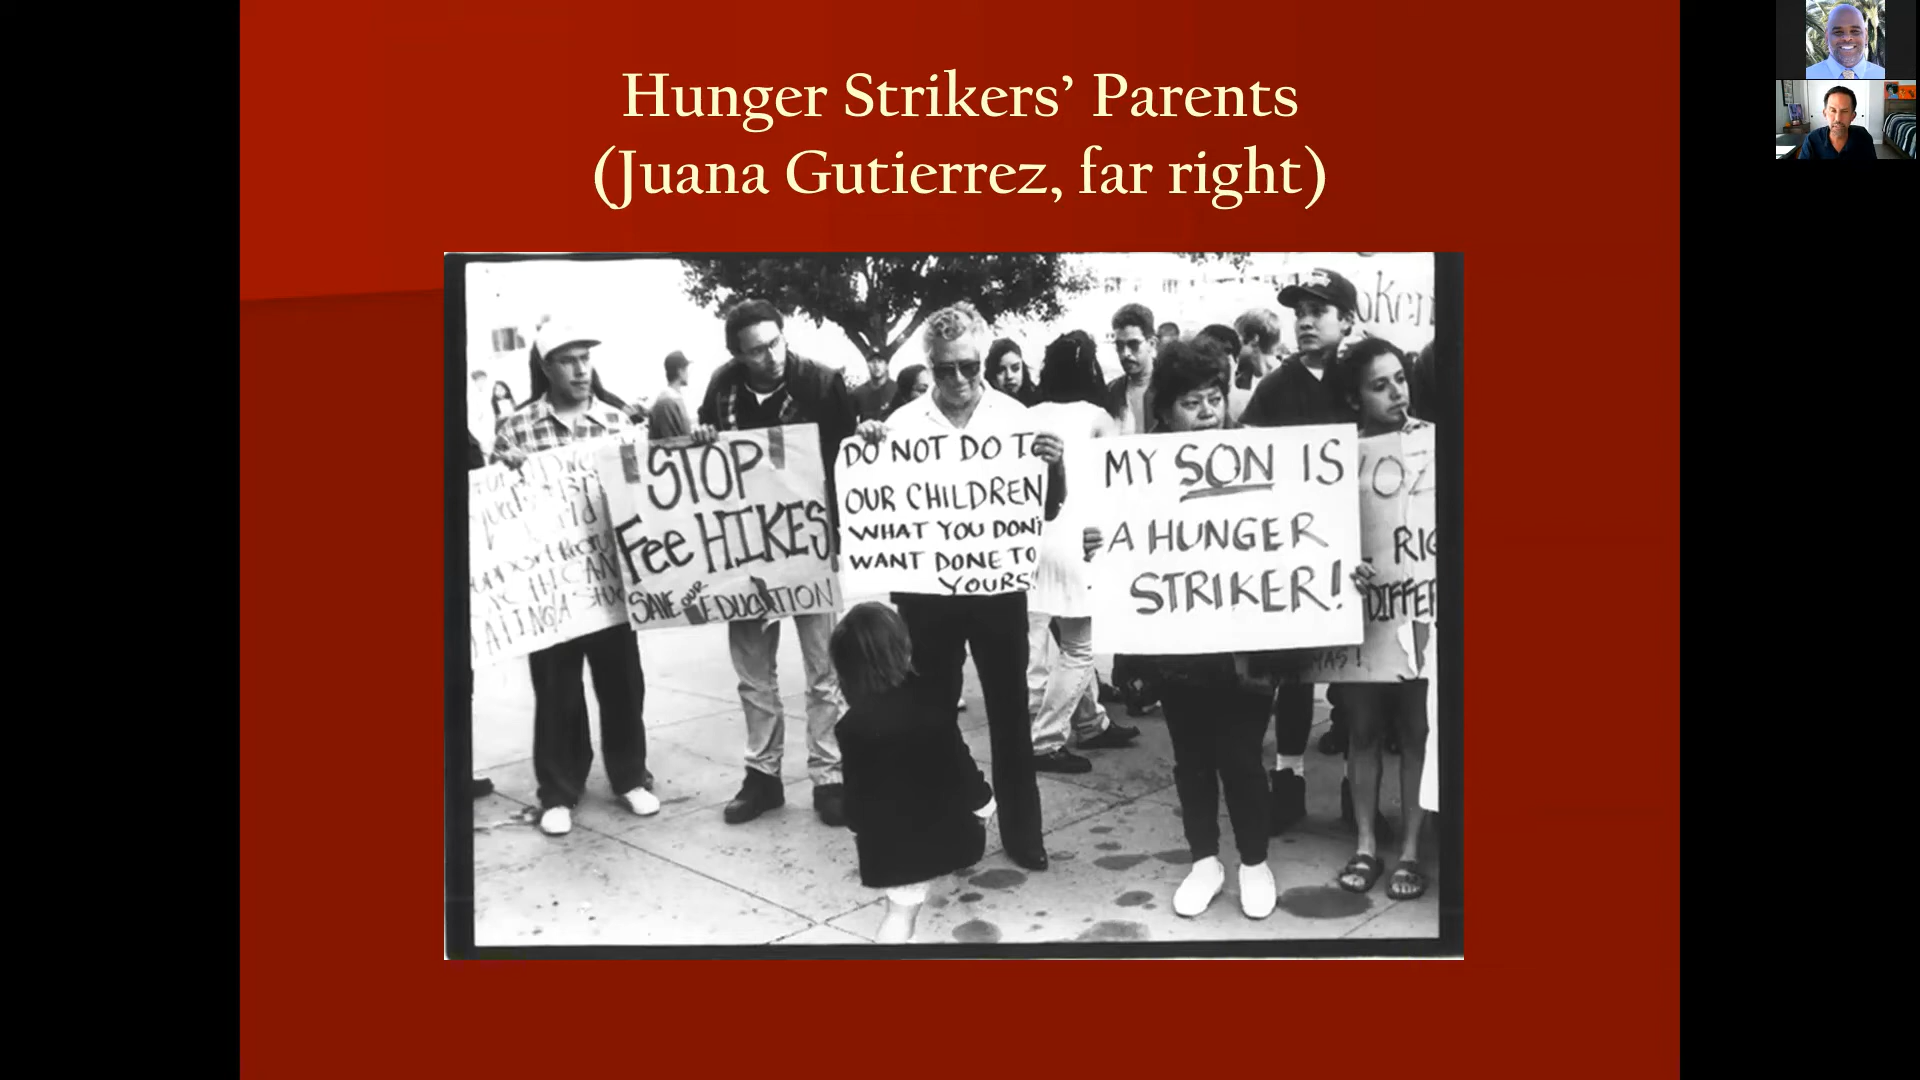 Hunger Strikers’ Parents
(Juana Gutierrez, far right)
STOP
Fee HIKES
SAVE OUR EDUCATION
DO NOT DO TO
OUR CHILDREN
WHAT YOU DON'T
WANT DONE TO
YOURS!
MY SON IS
A HUNGER
STRIKER!